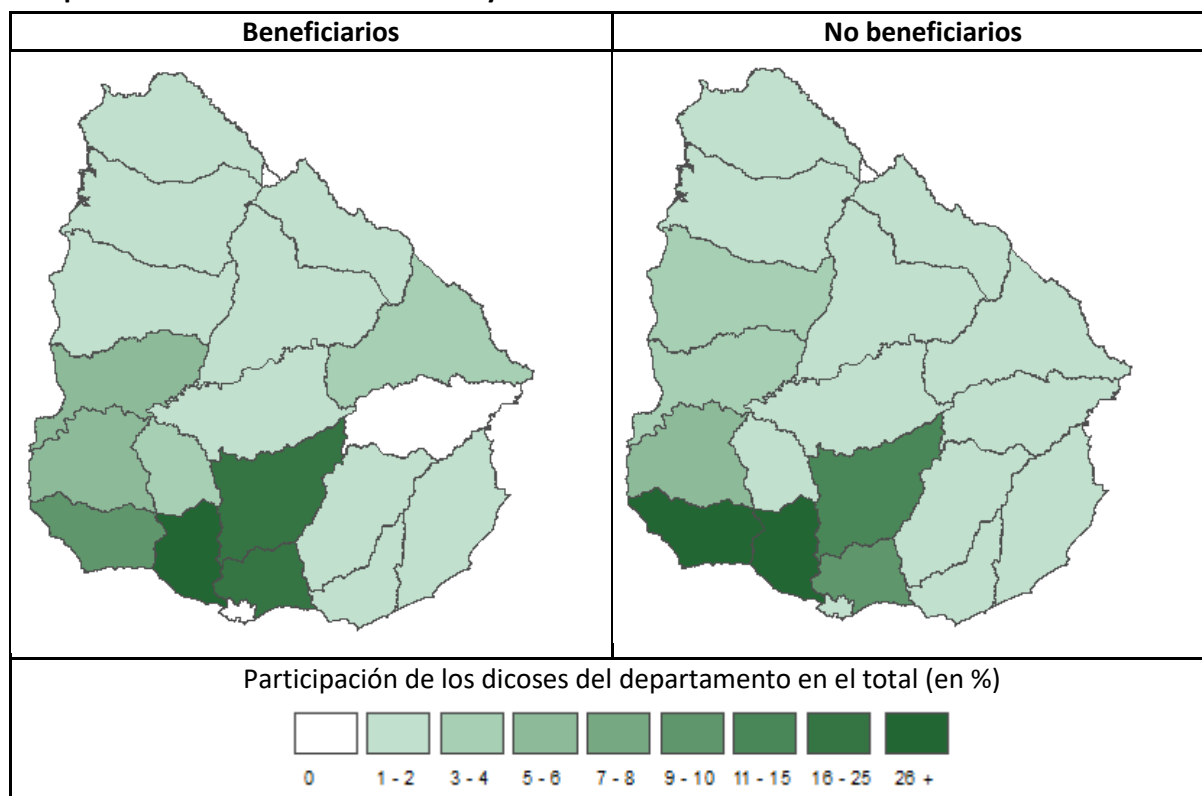 Beneficiarios
No beneficiarios
Participación de los dicoses del departamento en el total (en %)
0 1 - 2 3 - 4 5 - 6 7 - 8 9 - 10 11 - 15 16 - 25 26 +